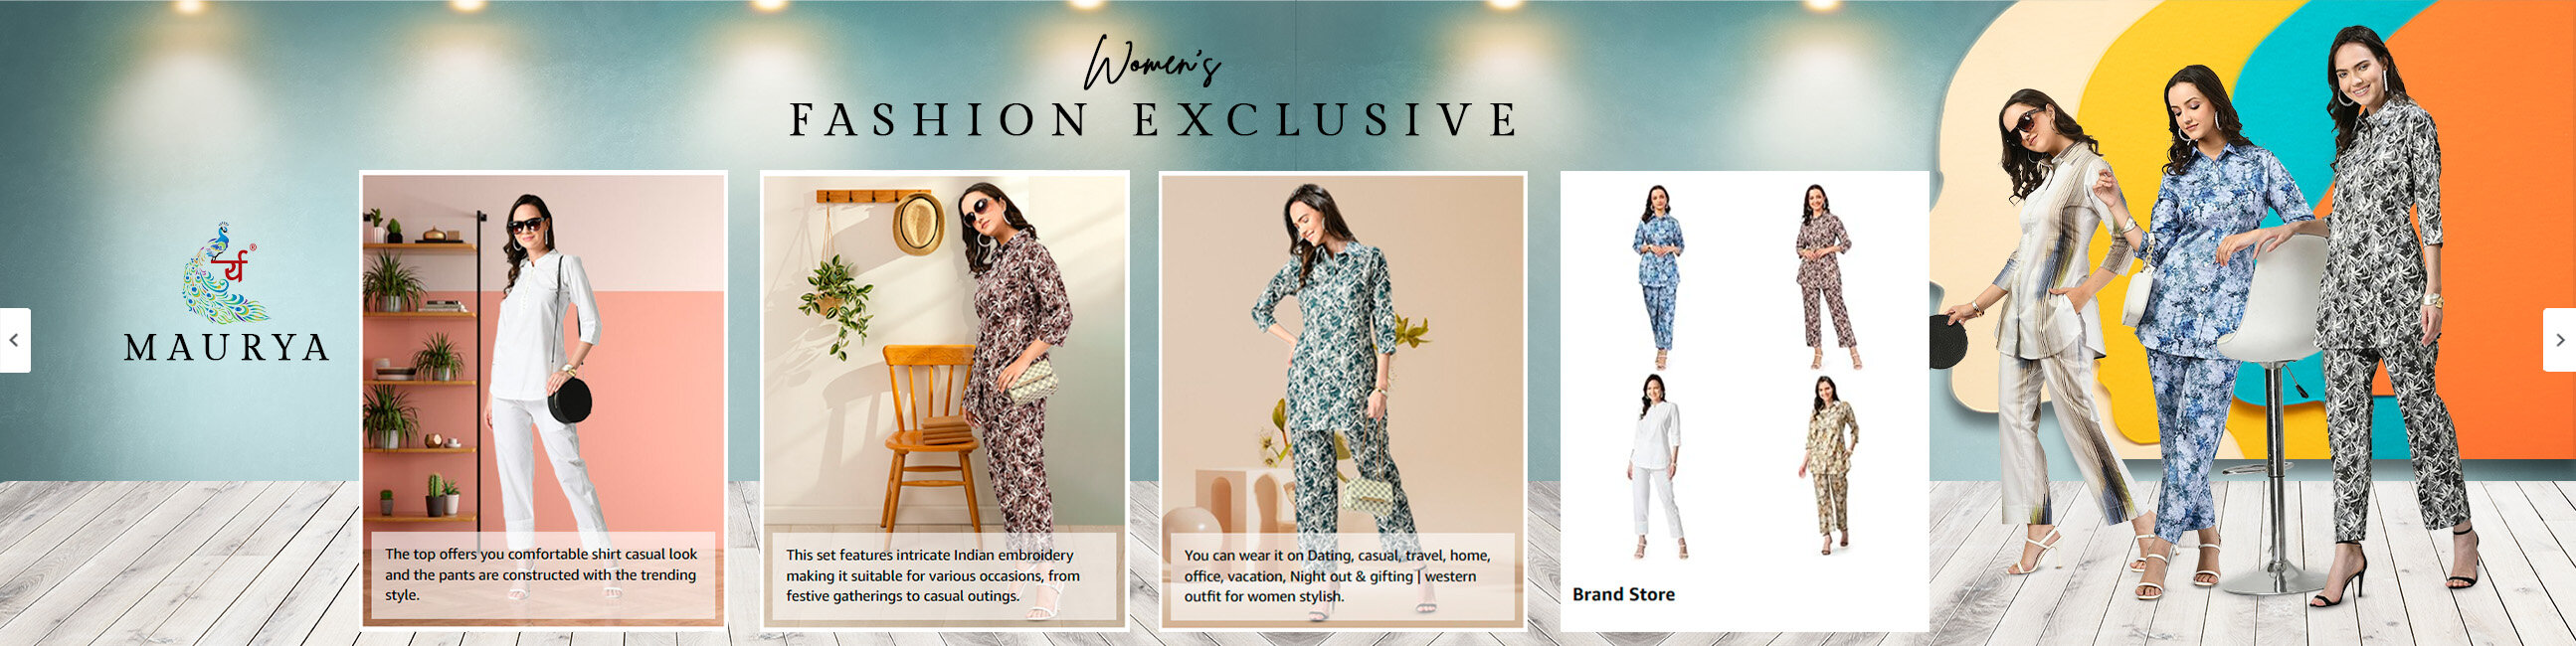 Women's
FASHION EXCLUSIVE
र्य®
MAURYA
The top offers you comfortable shirt casual look
and the pants are constructed with the trending
style.
This set features intricate Indian embroidery
making it suitable for various occasions, from
festive gatherings to casual outings.
You can wear it on Dating, casual, travel, home,
office, vacation, Night out & gifting | western
outfit for women stylish.
Brand Store